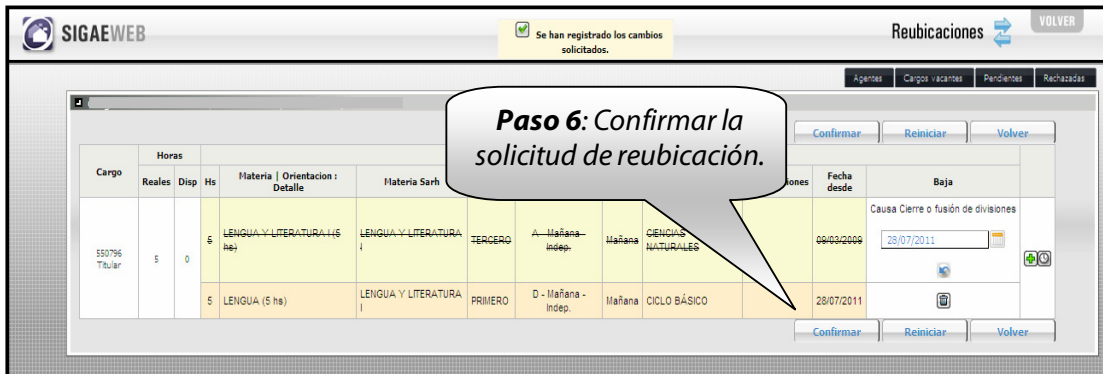 SIGAEWEB
Se han registrado los cambios
solicitados.
Reubicaciones
VOLVER
Agentes Cargos vacantes Pendientes Rechazadas
Paso 6: Confirmar la
solicitud de reubicación.
Confirmar Reiniciar Volver
Cargo Horas
Reales Disp Hs Materia | Orientacion :
Detalle Materia Sarh iones Fecha
desde Baja
550796
Titular 5 0
5 LENGUA Y LITERATURA I (5
hs) LENGUA Y LITERATURA
I TERCERO A - Mañana -
Indep. Mañana CIENCIAS
NATURALES 09/03/2009 Causa Cierre o fusión de divisiones
28/07/2011
5 LENGUA (5 hs) LENGUA Y LITERATURA
I PRIMERO D - Mañana -
Indep. Mañana CICLO BÁSICO 28/07/2011
Confirmar Reiniciar Volver